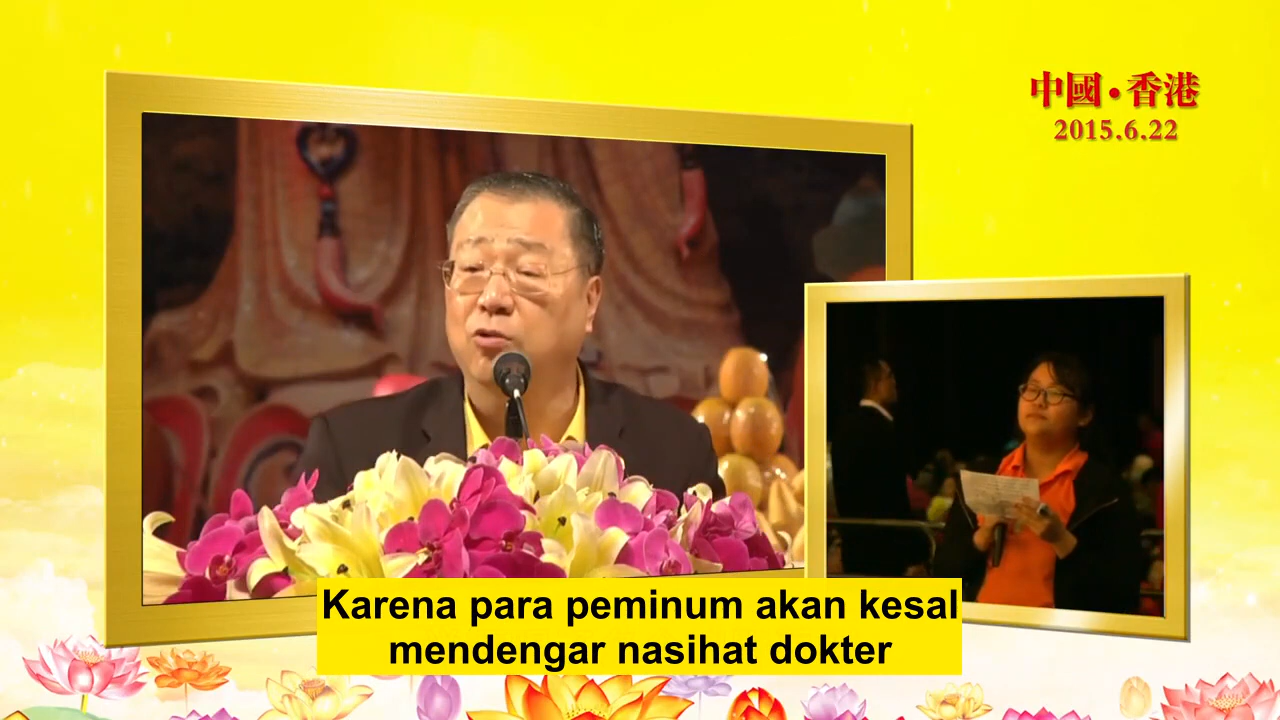 中國•香港
2015.6.22
Karena para peminum akan kesal
mendengar nasihat dokter